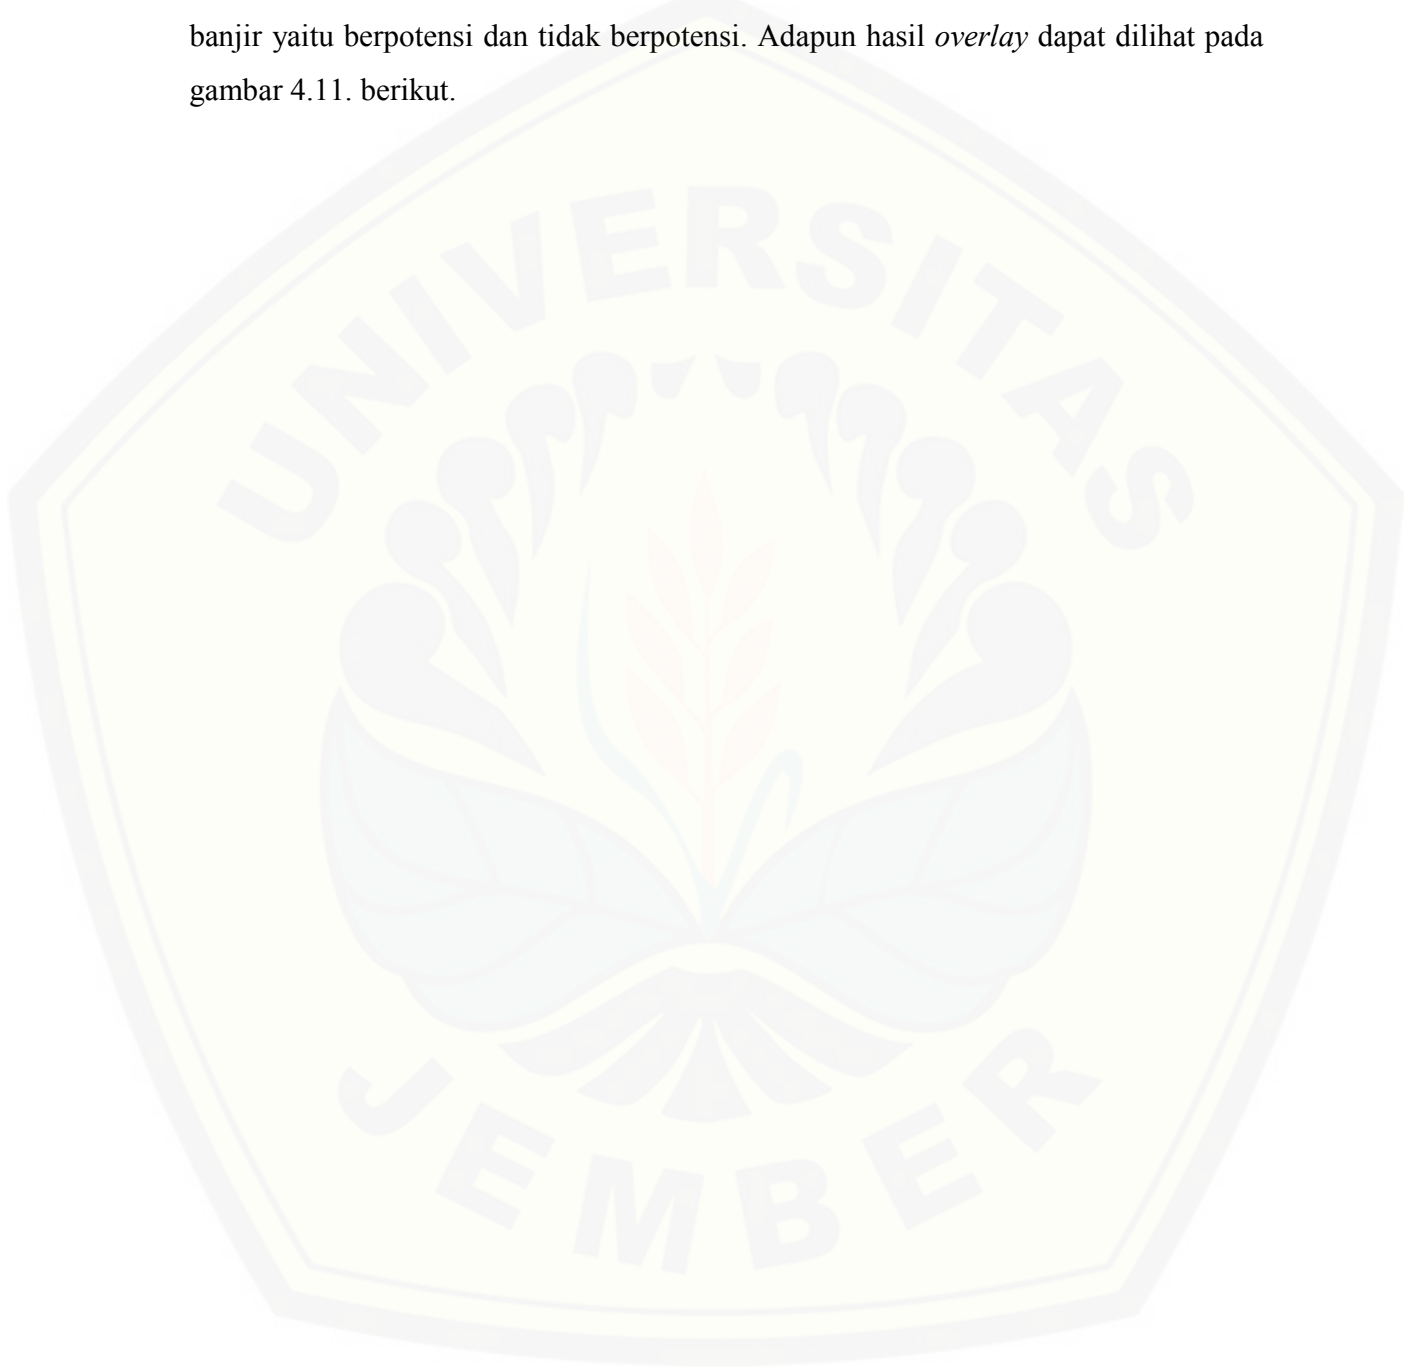 banjir yaitu berpotensi dan tidak berpotensi. Adapun hasil overlay dapat dilihat pada
gambar 4.11. berikut.
UNIVERSITAS
JEMBER